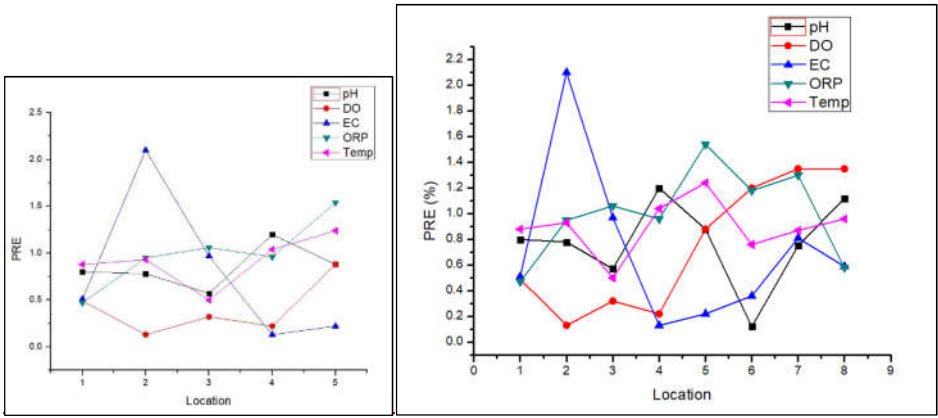 pH
DO
EC
ORP
Temp
2.5
2.0
1.5
1.0
0.5
0.0
PRE
1 2 3 4 5
Location
pH
DO
EC
ORP
Temp
2.2
2.0
1.8
1.6
1.4
1.2
1.0
0.8
0.6
0.4
0.2
0.0
PRE (%)
0 1 2 3 4 5 6 7 8 9
Location